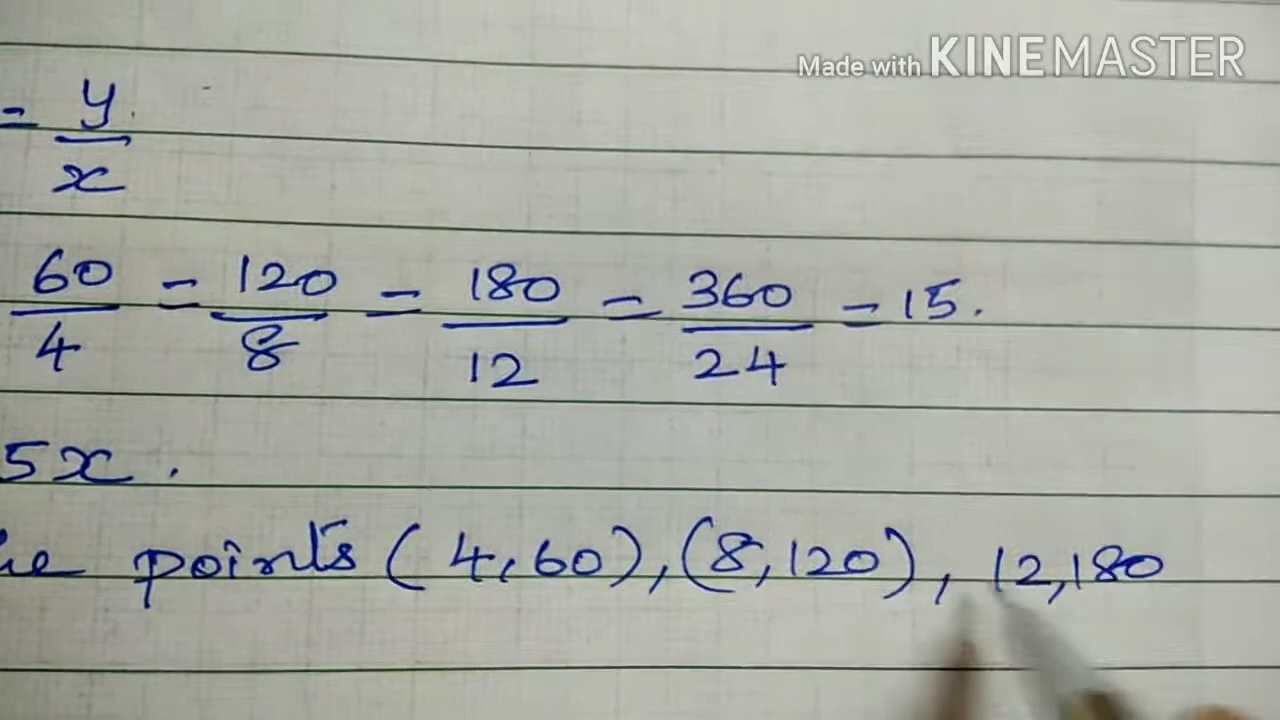 Made with KINEMASTER
= y/x
60/4 = 120/8 = 180/12 = 360/24 = 15.
5x.
he points (4,60),(8,120), 12,180